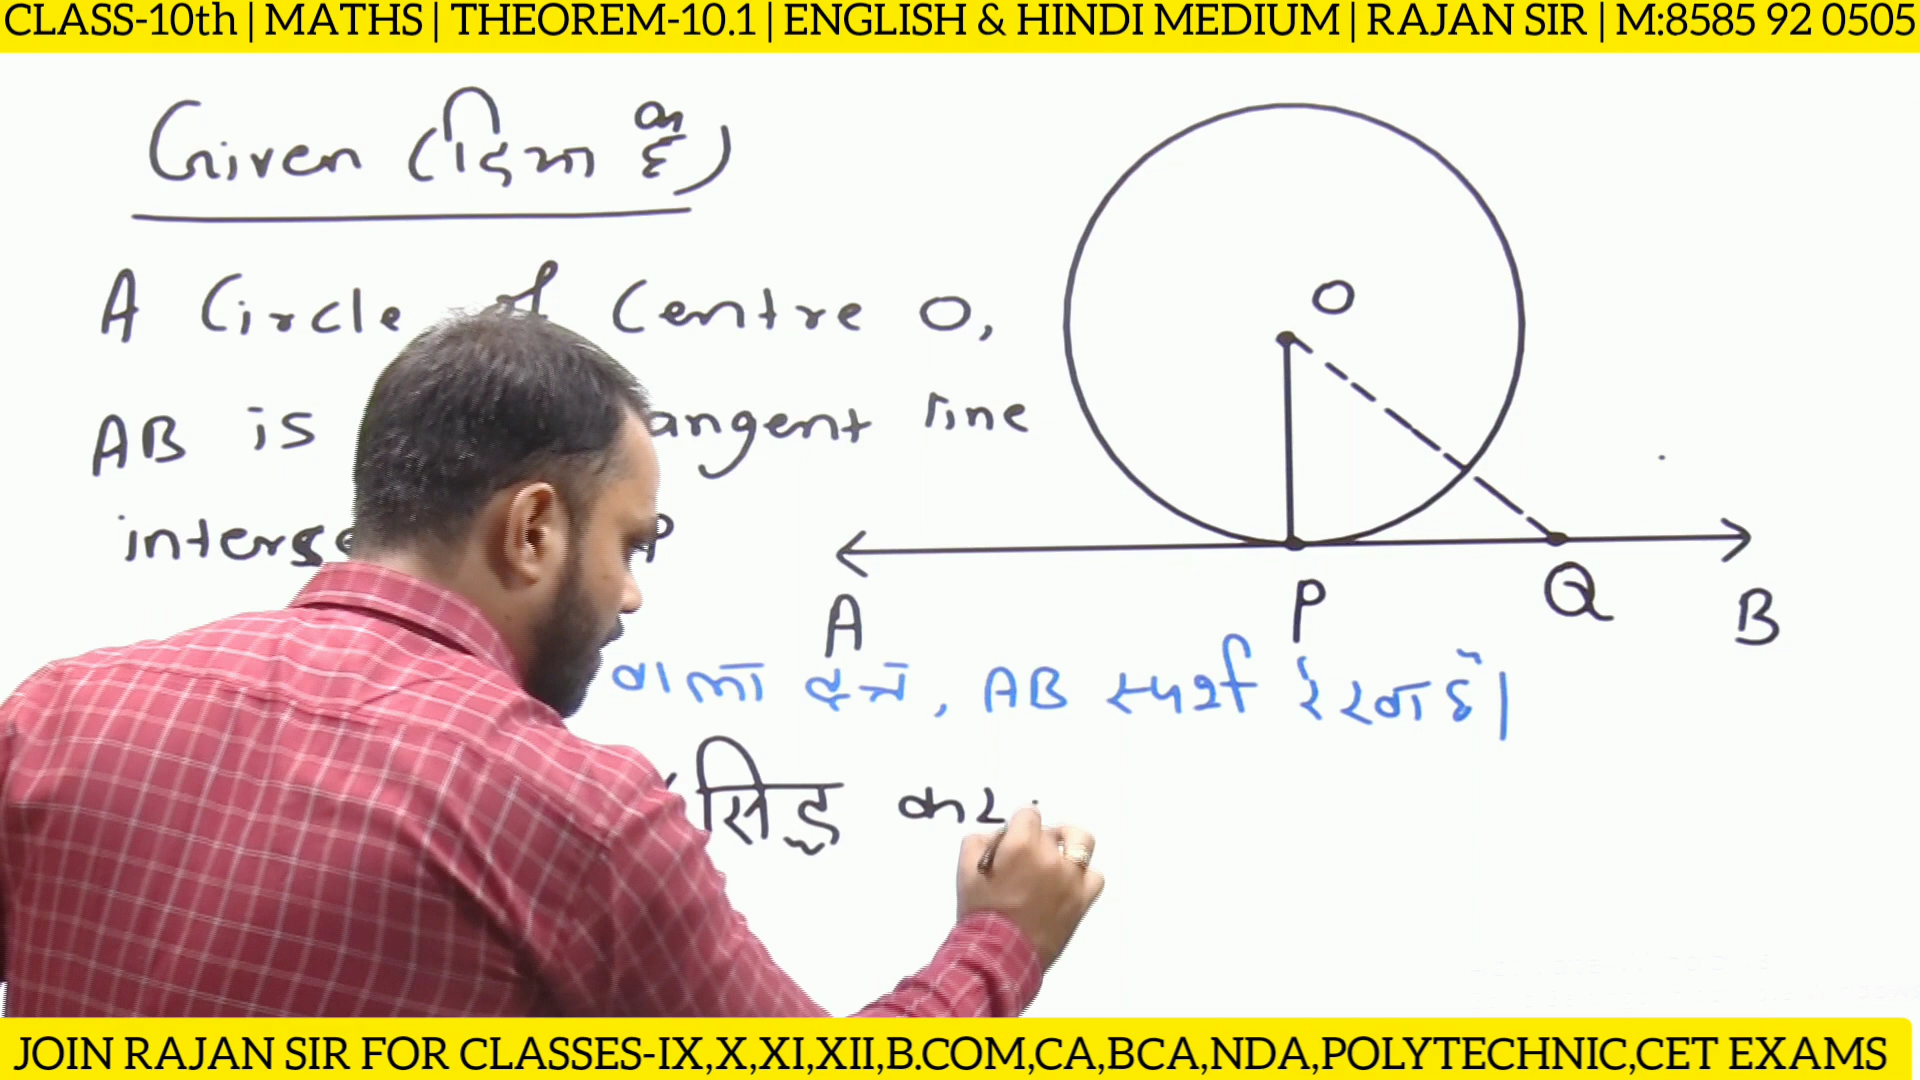 CLASS-10th | MATHS | THEOREM-10.1 | ENGLISH & HINDI MEDIUM | RAJAN SIR | M:8585 92 0505
Given (दिया है)
A Circle of Centre O,
AB is angent line
inters P
O
A P Q B
वाला वृत्त, AB स्पर्श रेखा है।
सिद्ध कर
JOIN RAJAN SIR FOR CLASSES-IX,X,XI,XII,B.COM,CA,BCA,NDA,POLYTECHNIC,CET EXAMS